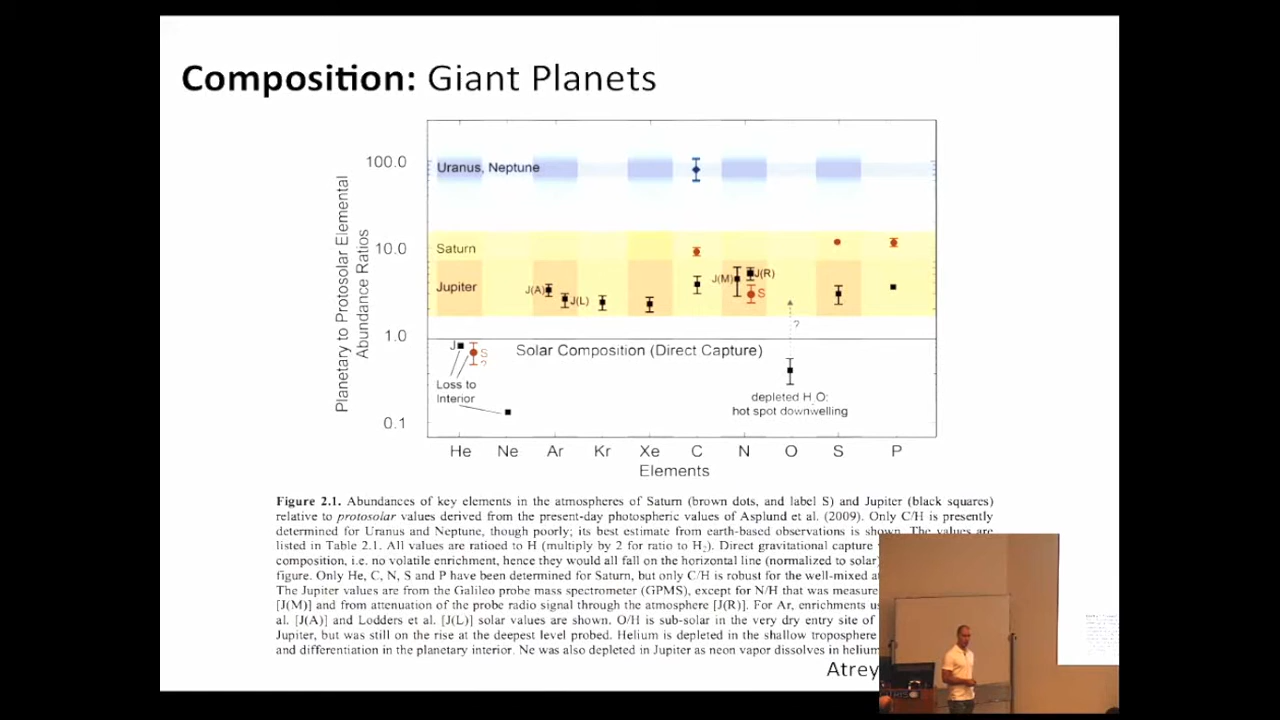 Composition: Giant Planets
Planetary to Protosolar Elemental
Abundance Ratios
100.0
10.0
1.0
0.1
Uranus, Neptune
Saturn
Jupiter
J(A)
J(L)
J(M)
J(R)
S
?
J
S
?
Solar Composition (Direct Capture)
Loss to
Interior
depleted H2O:
hot spot downwelling
He Ne Ar Kr Xe C N O S P
Elements
Figure 2.1. Abundances of key elements in the atmospheres of Saturn (brown dots, and label S) and Jupiter (black squares)
relative to protosolar values derived from the present-day photospheric values of Asplund et al. (2009). Only C/H is presently
determined for Uranus and Neptune, though poorly; its best estimate from earth-based observations is shown. The values are
listed in Table 2.1. All values are ratioed to H (multiply by 2 for ratio to H2). Direct gravitational capture
composition, i.e. no volatile enrichment, hence they would all fall on the horizontal line (normalized to solar)
figure. Only He, C, N, S and P have been determined for Saturn, but only C/H is robust for the well-mixed
The Jupiter values are from the Galileo probe mass spectrometer (GPMS), except for N/H that was
[J(M)] and from attenuation of the probe radio signal through the atmosphere [J(R)]. For Ar, enrichments
al. [J(A)] and Lodders et al. [J(L)] solar values are shown. O/H is sub-solar in the very dry entry site of
Jupiter, but was still on the rise at the deepest level probed. Helium is depleted in the shallow troposphere
and differentiation in the planetary interior. Ne was also depleted in Jupiter as neon vapor dissolves in helium
Atrey